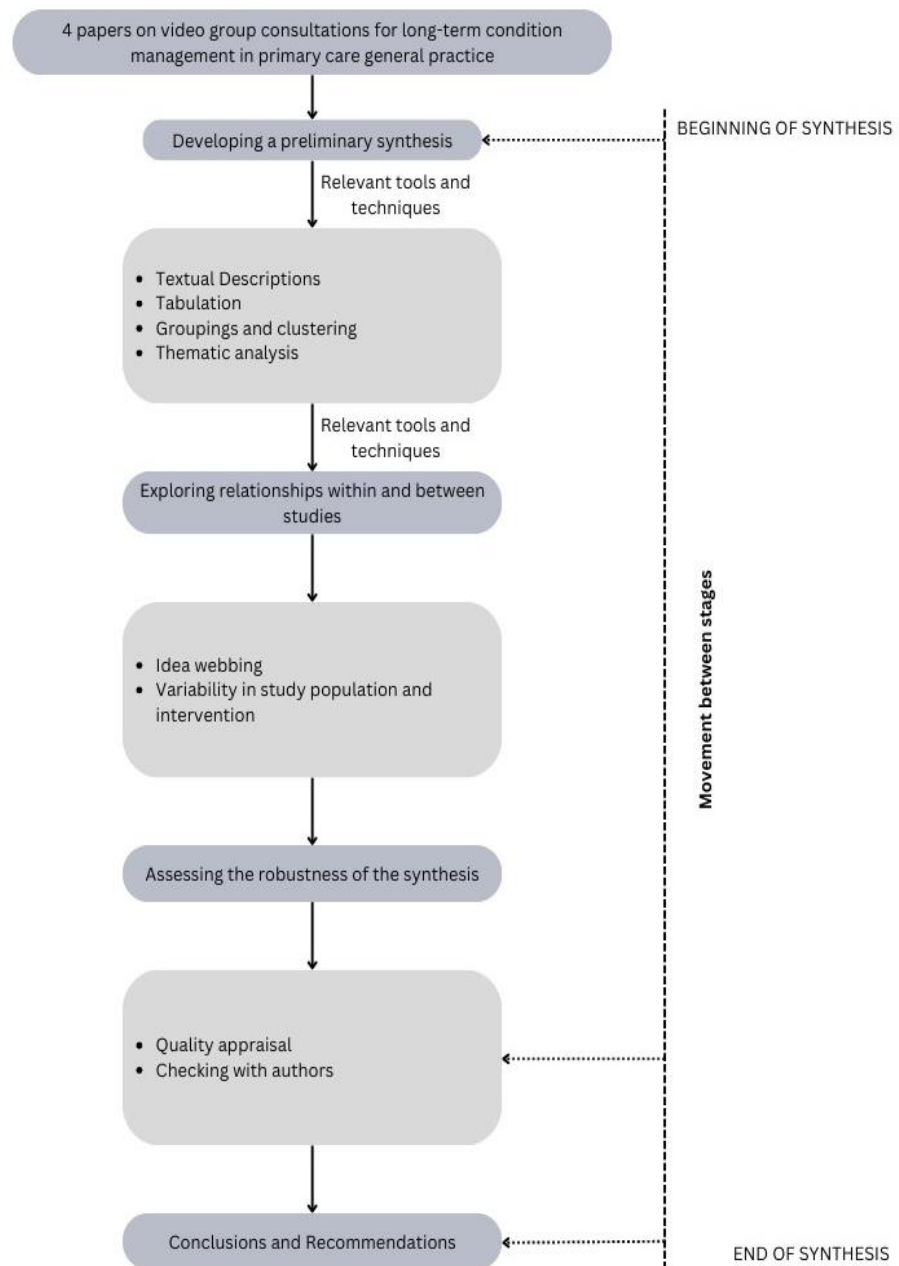 4 papers on video group consultations for long-term condition
management in primary care general practice
BEGINNING OF SYNTHESIS
Developing a preliminary synthesis
Relevant tools and
techniques
• Textual Descriptions
• Tabulation
• Groupings and clustering
• Thematic analysis
Relevant tools and
techniques
Exploring relationships within and between
studies
• Idea webbing
• Variability in study population and
intervention
Movement between stages
Assessing the robustness of the synthesis
• Quality appraisal
• Checking with authors
Conclusions and Recommendations
END OF SYNTHESIS